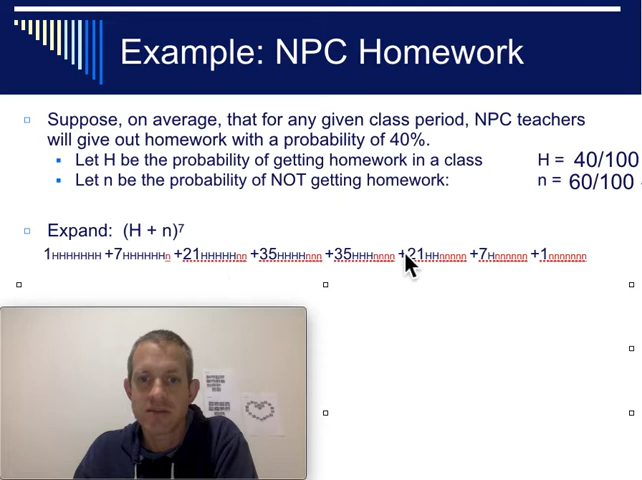 Example: NPC Homework
Suppose, on average, that for any given class period, NPC teachers
will give out homework with a probability of 40%.
Let H be the probability of getting homework in a class H = 40/100
Let n be the probability of NOT getting homework: n = 60/100
Expand: (H + n)⁷
1HHHHHHH +7HHHHHHn +21HHHHHnn +35HHHHnnn +35HHHnnnn +21HHnnnnn +7Hnnnnnn +1nnnnnnn